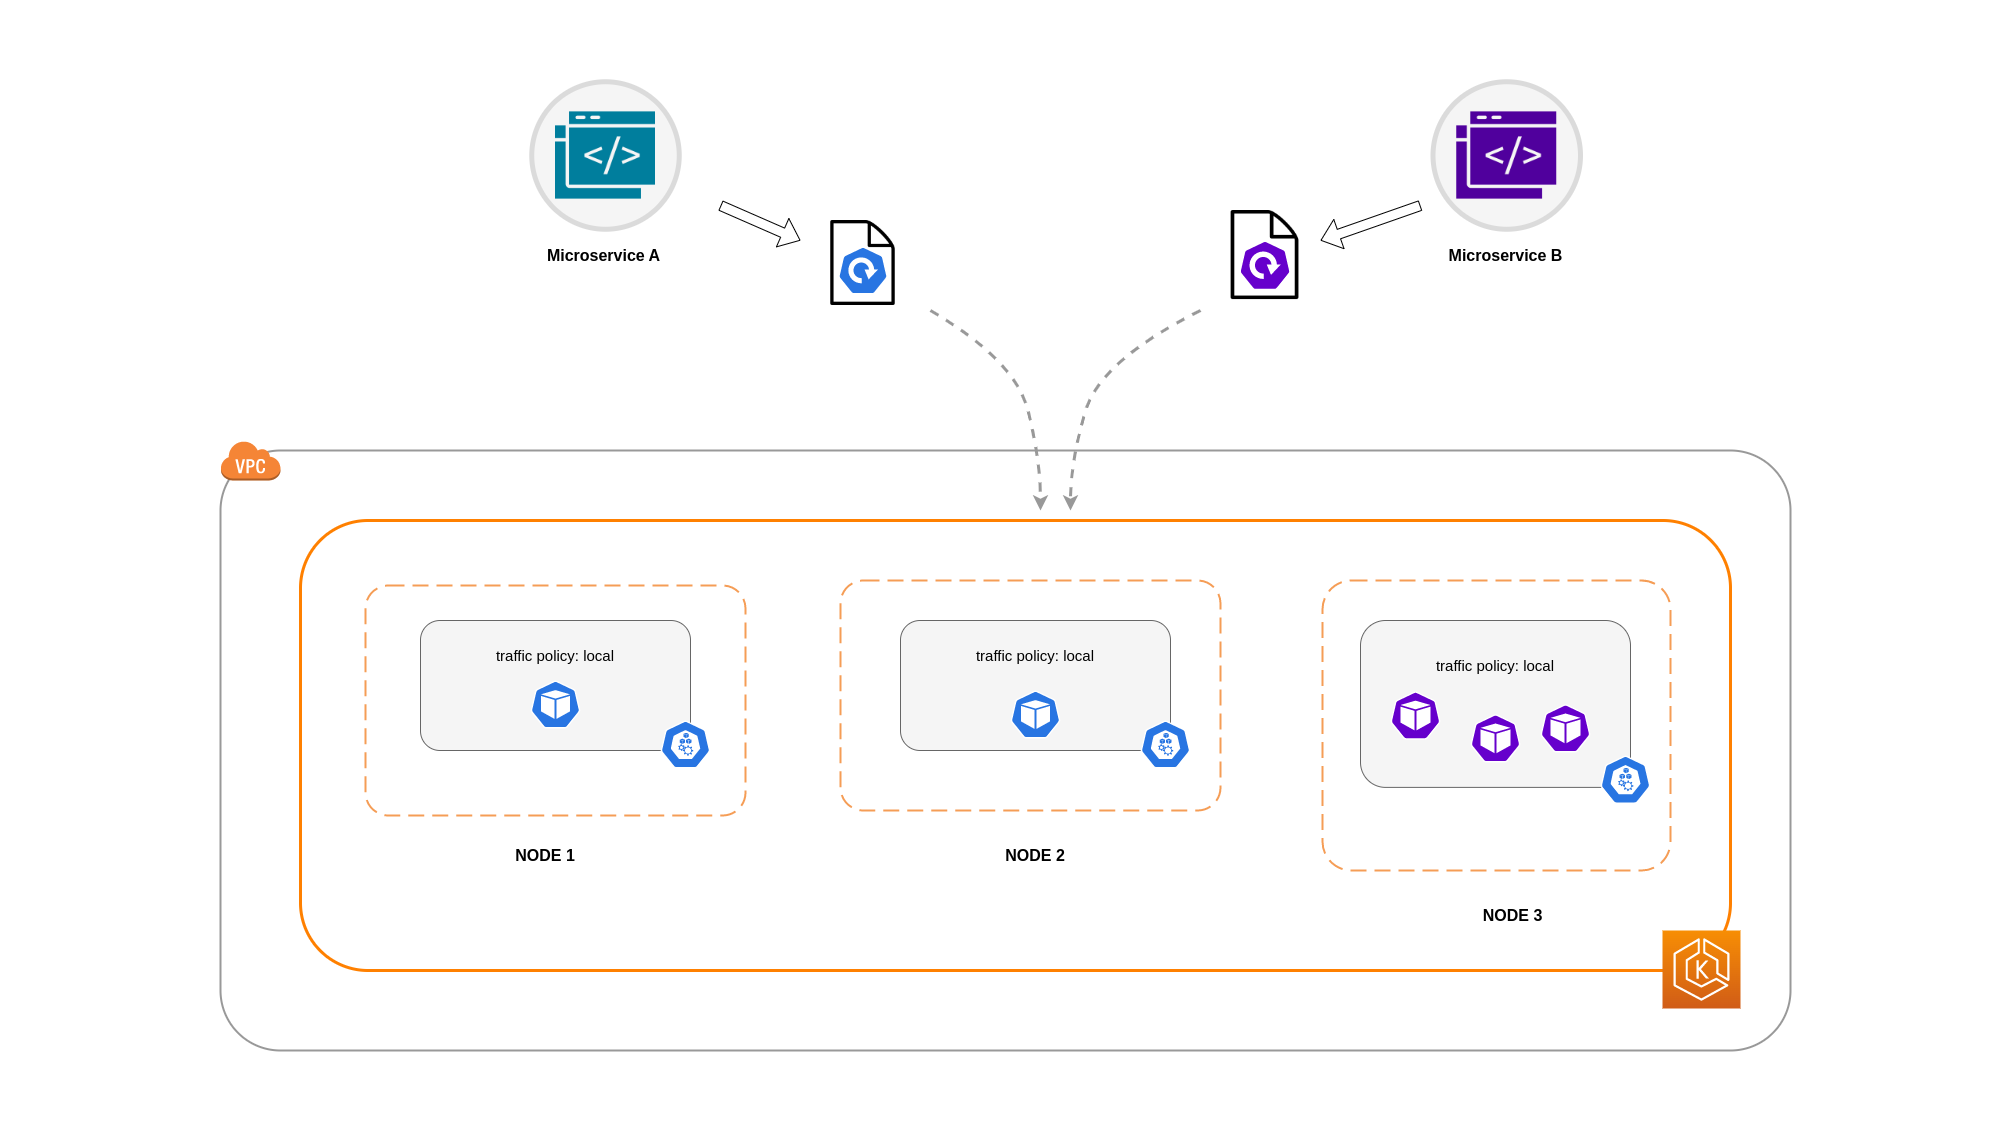 </>
</>
Microservice A
Microservice B
VPC
traffic policy: local
traffic policy: local
traffic policy: local
NODE 1
NODE 2
NODE 3
K